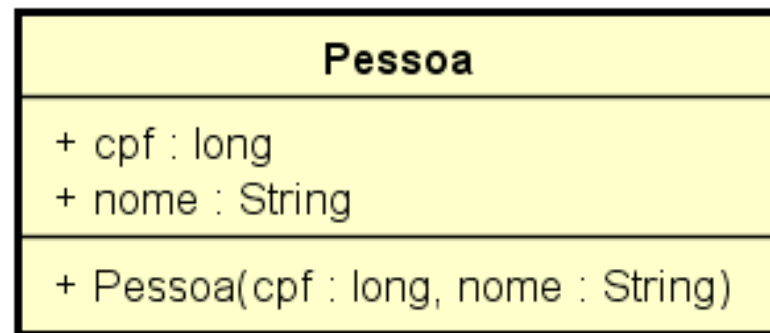 Pessoa
+ cpf : long
+ nome : String
+ Pessoa(cpf : long, nome : String)